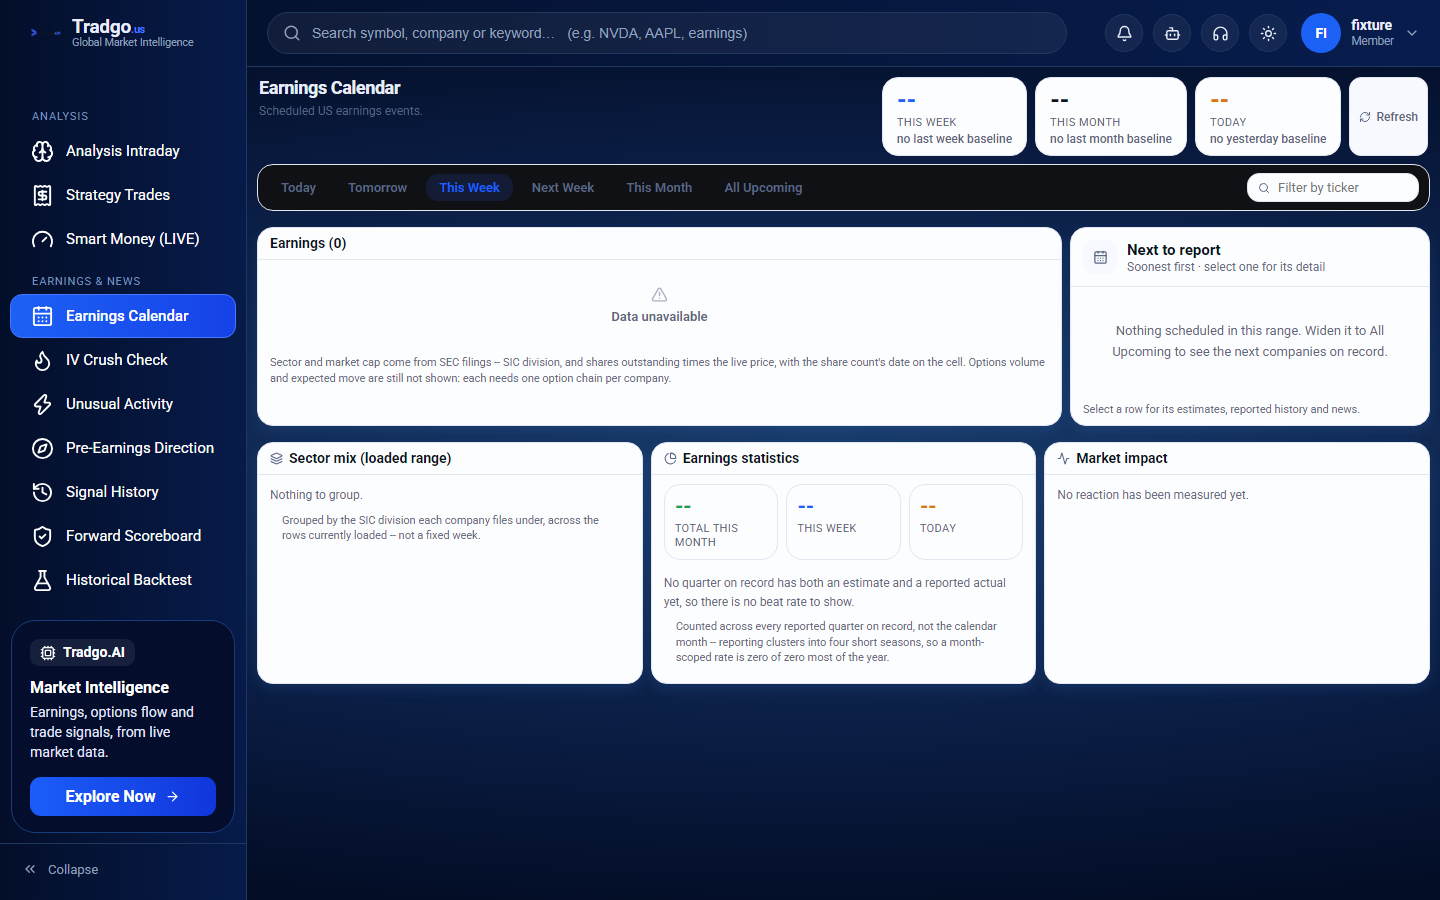 Tradgo.us
Global Market Intelligence
Search symbol, company or keyword... (e.g. NVDA, AAPL, earnings)
FI
fixture
Member
ANALYSIS
Analysis Intraday
Strategy Trades
Smart Money (LIVE)
EARNINGS & NEWS
Earnings Calendar
IV Crush Check
Unusual Activity
Pre-Earnings Direction
Signal History
Forward Scoreboard
Historical Backtest
Tradgo.AI
Market Intelligence
Earnings, options flow and
trade signals, from live
market data.
Explore Now
Collapse
Earnings Calendar
Scheduled US earnings events.
--
THIS WEEK
no last week baseline
--
THIS MONTH
no last month baseline
--
TODAY
no yesterday baseline
Refresh
Today Tomorrow This Week Next Week This Month All Upcoming
Filter by ticker
Earnings (0)
Data unavailable
Sector and market cap come from SEC filings -- SIC division, and shares outstanding times the live price, with the share count's date on the cell. Options volume
and expected move are still not shown: each needs one option chain per company.
Next to report
Soonest first · select one for its detail
Nothing scheduled in this range. Widen it to All
Upcoming to see the next companies on record.
Select a row for its estimates, reported history and news.
Sector mix (loaded range)
Nothing to group.
Grouped by the SIC division each company files under, across the
rows currently loaded -- not a fixed week.
Earnings statistics
--
TOTAL THIS
MONTH
--
THIS WEEK
--
TODAY
No quarter on record has both an estimate and a reported actual
yet, so there is no beat rate to show.
Counted across every reported quarter on record, not the calendar
month -- reporting clusters into four short seasons, so a month-
scoped rate is zero of zero most of the year.
Market impact
No reaction has been measured yet.